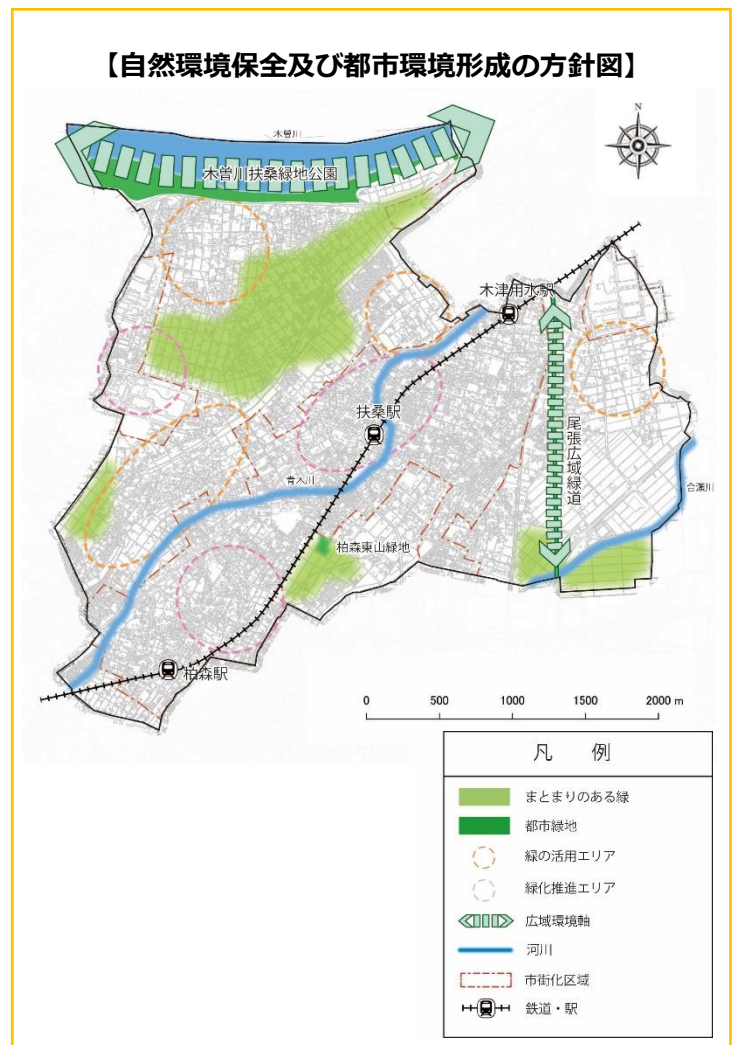 【自然環境保全及び都市環境形成の方針図】
N
木曽川
木曽川扶桑緑地公園
木津用水駅
扶桑駅
尾張広域緑道
青木川
合瀬川
柏森東山緑地
柏森駅
0 500 1000 1500 2000 m
凡 例
まとまりのある緑
都市緑地
緑の活用エリア
緑化推進エリア
広域環境軸
河川
市街化区域
鉄道・駅